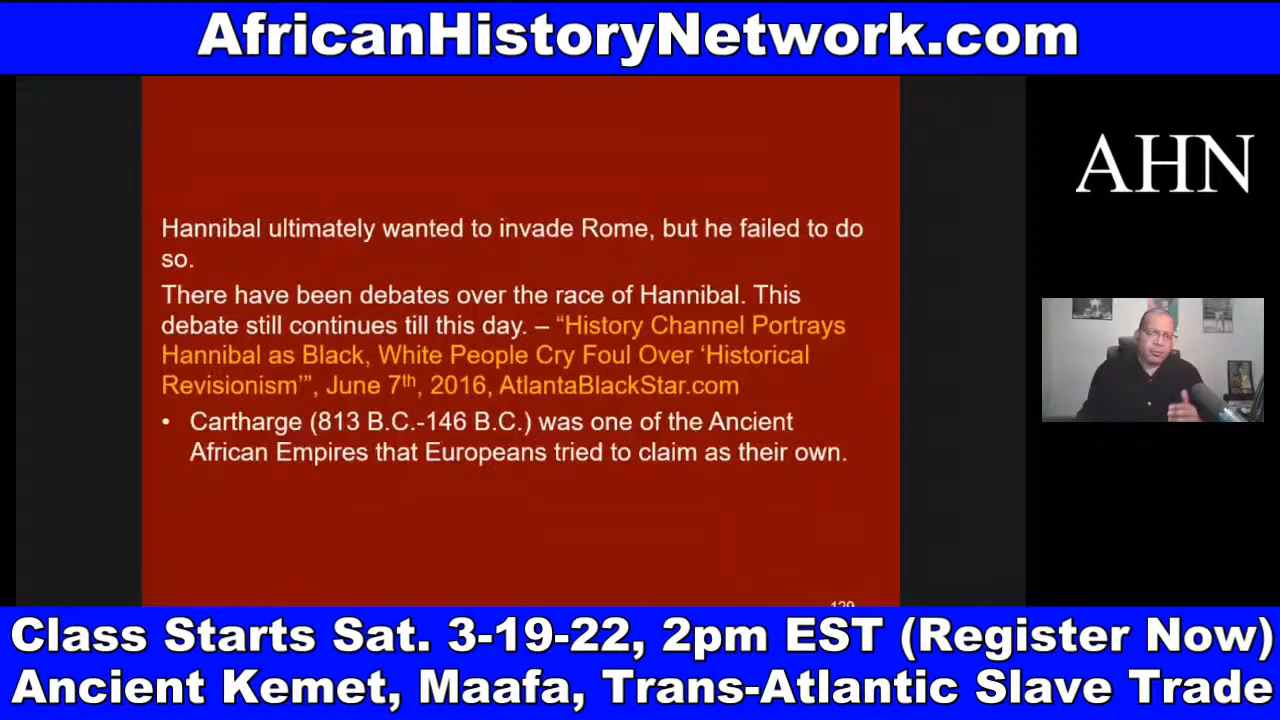 AfricanHistoryNetwork.com
AHN
Hannibal ultimately wanted to invade Rome, but he failed to do
so.
There have been debates over the race of Hannibal. This
debate still continues till this day. – “History Channel Portrays
Hannibal as Black, White People Cry Foul Over ‘Historical
Revisionism’”, June 7th, 2016, AtlantaBlackStar.com
• Cartharge (813 B.C.-146 B.C.) was one of the Ancient
African Empires that Europeans tried to claim as their own.
129
Class Starts Sat. 3-19-22, 2pm EST (Register Now)
Ancient Kemet, Maafa, Trans-Atlantic Slave Trade